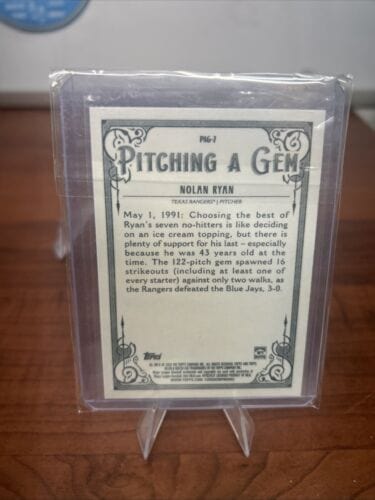 PAG-7
PITCHING A GEM
NOLAN RYAN
TEXAS RANGERS | PITCHER
May 1, 1991: Choosing the best of
Ryan's seven no-hitters is like deciding
on an ice cream topping, but there is
plenty of support for his last – especially
because he was 43 years old at the
time. The 122-pitch gem spawned 16
strikeouts (including at least one of
every starter) against only two walks, as
the Rangers defeated the Blue Jays, 3-0.
Topps